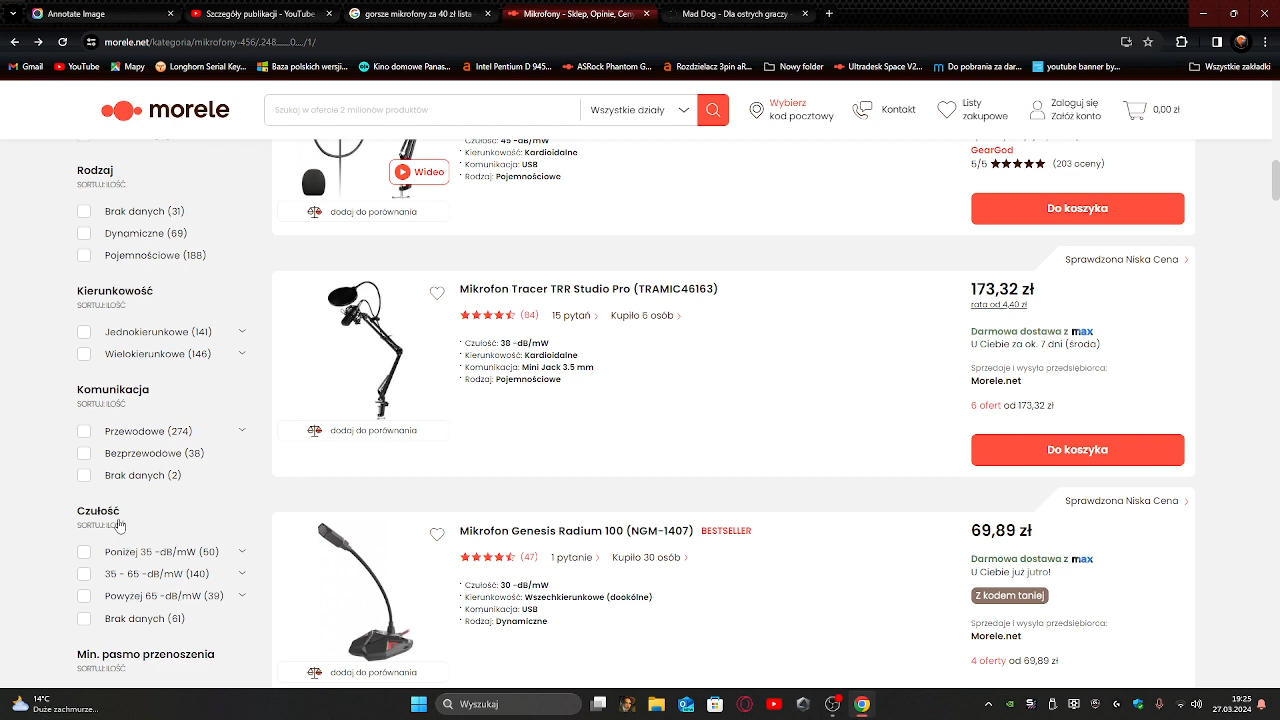 Annotate Image
Szczegóły publikacji - YouTube
gorsze mikrofony za 40 zł lista
Mikrofony - Sklep, Opinie, Ceny
Mad Dog - Dla ostrych graczy
morele.net/kategoria/mikrofony-456/.248.......0..../1/
Gmail
YouTube
Mapy
Longhorn Serial Key...
Baza polskich wersji...
Kino domowe Panas...
Intel Pentium D 945...
ASRock Phantom G...
Rozdzielacz 3pin aR...
Nowy folder
Ultradesk Space V2...
Do pobrania za dar...
youtube banner by...
Wszystkie zakładki
morele
Szukaj w ofercie 2 milionów produktów
Wszystkie działy
Wybierz
kod pocztowy
Kontakt
Listy
zakupowe
Zaloguj się
Załóż konto
0,00 zł
Rodzaj
SORTUJ: ILOŚĆ
Brak danych (31)
Dynamiczne (69)
Pojemnościowe (188)
Kierunkowość
SORTUJ: ILOŚĆ
Jednokierunkowe (141)
Wielokierunkowe (146)
Komunikacja
SORTUJ: ILOŚĆ
Przewodowe (274)
Bezprzewodowe (38)
Brak danych (2)
Czułość
SORTUJ: ILOŚĆ
Poniżej 35 -dB/mW (50)
35 - 65 -dB/mW (140)
Powyżej 65 -dB/mW (39)
Brak danych (61)
Min. pasmo przenoszenia
SORTUJ: ILOŚĆ
Wideo
dodaj do porównania
Czułość: 45 -dB/mW
Kierunkowość: Kardioidalne
Komunikacja: USB
Rodzaj: Pojemnościowe
GearGod
5/5 (203 oceny)
Do koszyka
Sprawdzona Niska Cena
Mikrofon Tracer TRR Studio Pro (TRAMIC46163)
(84) 15 pytań Kupiło 6 osób
Czułość: 38 -dB/mW
Kierunkowość: Kardioidalne
Komunikacja: Mini Jack 3.5 mm
Rodzaj: Pojemnościowe
dodaj do porównania
173,32 zł
rata od 4,40 zł
Darmowa dostawa z max
U Ciebie za ok. 7 dni (środa)
Sprzedaje i wysyła przedsiębiorca:
Morele.net
6 ofert od 173,32 zł
Do koszyka
Sprawdzona Niska Cena
Mikrofon Genesis Radium 100 (NGM-1407) BESTSELLER
(47) 1 pytanie Kupiło 30 osób
Czułość: 30 -dB/mW
Kierunkowość: Wszechkierunkowe (dookólne)
Komunikacja: USB
Rodzaj: Dynamiczne
dodaj do porównania
69,89 zł
Darmowa dostawa z max
U Ciebie już jutro!
Z kodem taniej
Sprzedaje i wysyła przedsiębiorca:
Morele.net
4 oferty od 69,89 zł
14°C
Duże zachmurze...
Wyszukaj
19:25
27.03.2024